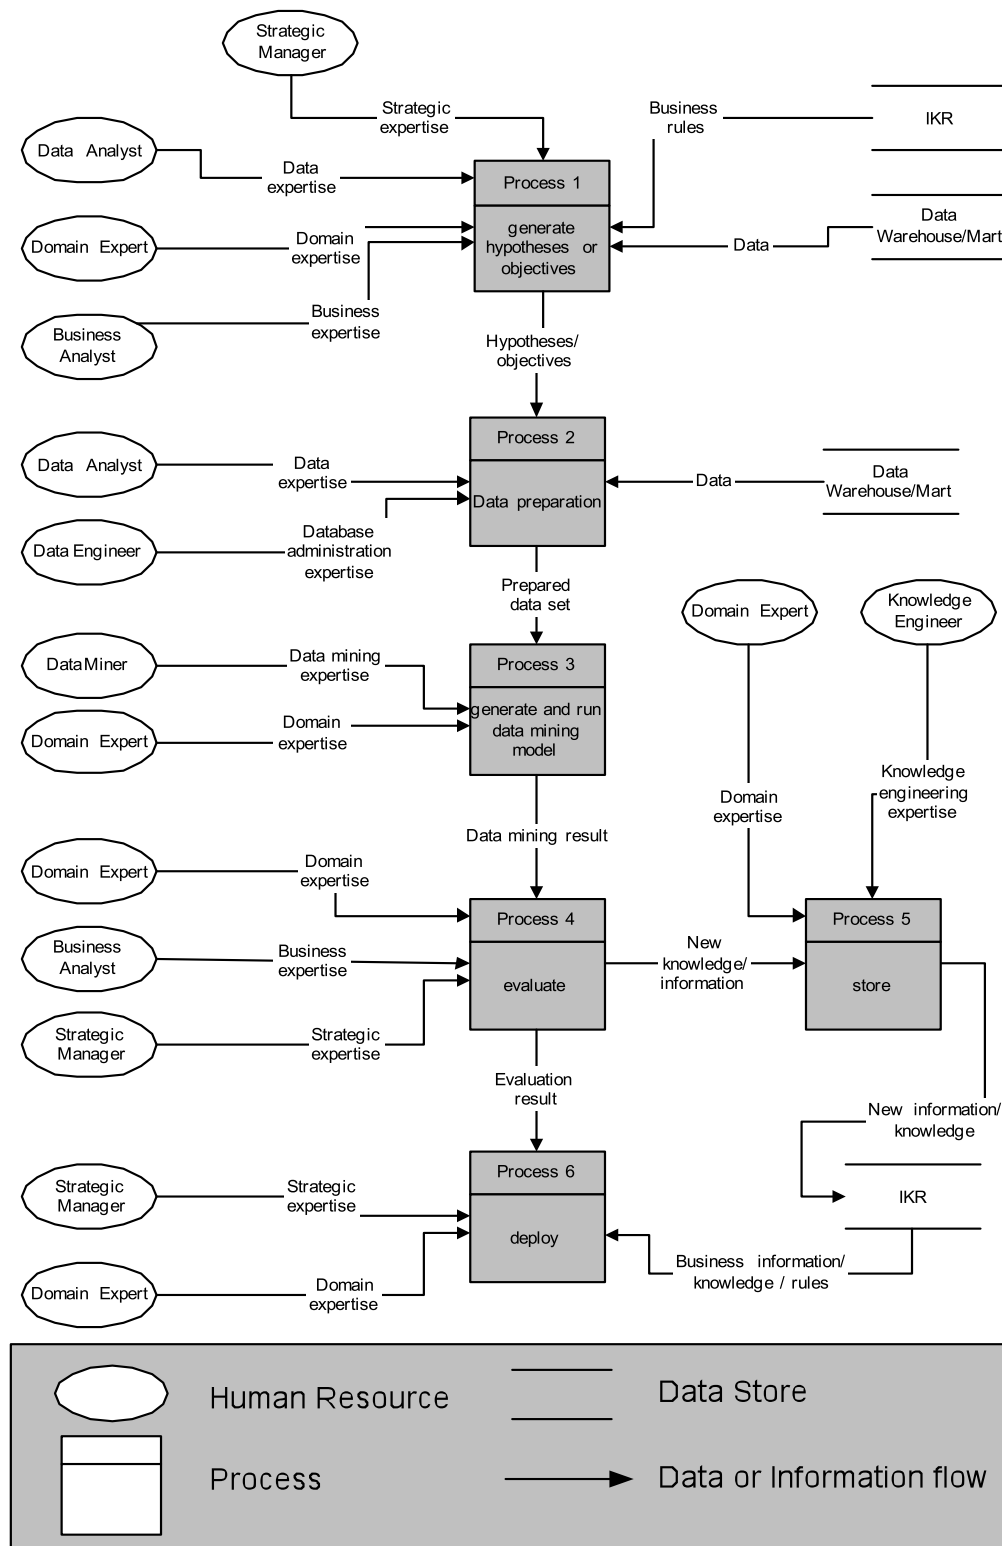 Strategic
Manager
Strategic
expertise
Business
rules
IKR
Data Analyst
Data
expertise
Process 1
generate
hypotheses or
objectives
Data
Warehouse/Mart
Data
Domain Expert
Domain
expertise
Business
expertise
Business
Analyst
Hypotheses/
objectives
Process 2
Data preparation
Data Analyst
Data
expertise
Data
Data
Warehouse/Mart
Data Engineer
Database
administration
expertise
Prepared
data set
Domain Expert
Knowledge
Engineer
Data Miner
Data mining
expertise
Process 3
generate and run
data mining
model
Domain Expert
Domain
expertise
Domain
expertise
Knowledge
engineering
expertise
Data mining result
Domain Expert
Domain
expertise
Process 4
evaluate
Process 5
store
Business
Analyst
Business
expertise
New
knowledge/
information
Strategic
Manager
Strategic
expertise
Evaluation
result
New information/
knowledge
Process 6
deploy
Strategic
Manager
Strategic
expertise
IKR
Business information/
knowledge / rules
Domain Expert
Domain
expertise
Human Resource
Data Store
Process
Data or Information flow